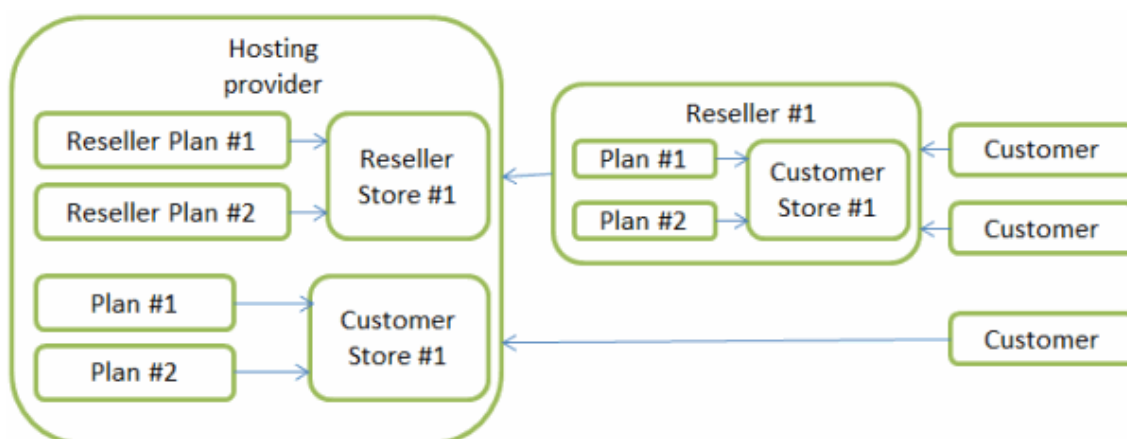 Hosting
provider
Reseller Plan #1
Reseller Plan #2
Reseller
Store #1
Plan #1
Plan #2
Customer
Store #1
Reseller #1
Plan #1
Plan #2
Customer
Store #1
Customer
Customer
Customer